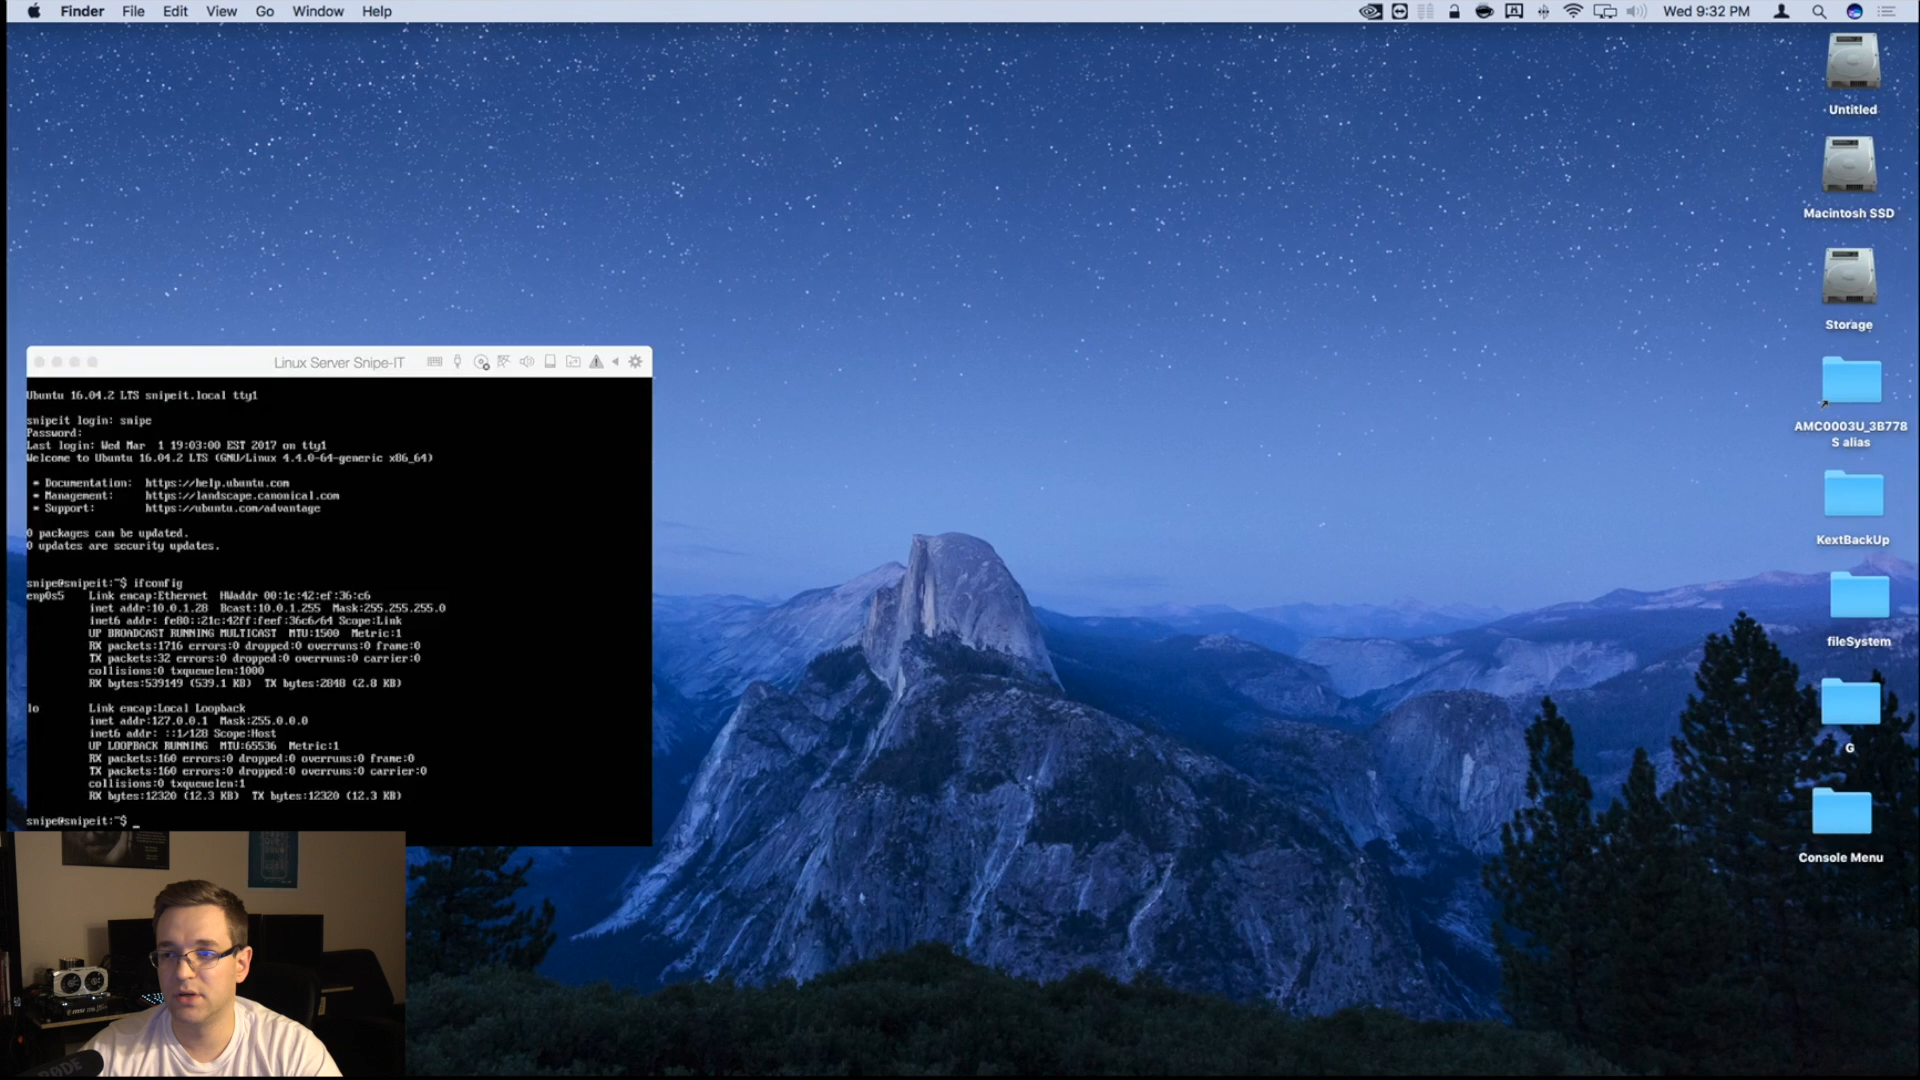 Finder File Edit View Go Window Help
Wed 9:32 PM
Untitled
Macintosh SSD
Storage
AMC0003U_3B778
S alias
KextBackUp
fileSystem
G
Console Menu
Linux Server Snipe-IT
Ubuntu 16.04.2 LTS snipeit.local tty1
snipeit login: snipe
Password:
Last login: Wed Mar  1 19:03:00 EST 2017 on tty1
Welcome to Ubuntu 16.04.2 LTS (GNU/Linux 4.4.0-64-generic x86_64)
* Documentation:  https://help.ubuntu.com
* Management:     https://landscape.canonical.com
* Support:        https://ubuntu.com/advantage
0 packages can be updated.
0 updates are security updates.
snipe@snipeit:~$ ifconfig
enp0s5    Link encap:Ethernet  HWaddr 00:1c:42:ef:36:c6
inet addr:10.0.1.28  Bcast:10.0.1.255  Mask:255.255.255.0
inet6 addr: fe80::21c:42ff:feef:36c6/64 Scope:Link
UP BROADCAST RUNNING MULTICAST  MTU:1500  Metric:1
RX packets:1716 errors:0 dropped:0 overruns:0 frame:0
TX packets:32 errors:0 dropped:0 overruns:0 carrier:0
collisions:0 txqueuelen:1000
RX bytes:539149 (539.1 KB)  TX bytes:2848 (2.8 KB)
lo        Link encap:Local Loopback
inet addr:127.0.0.1  Mask:255.0.0.0
inet6 addr: ::1/128 Scope:Host
UP LOOPBACK RUNNING  MTU:65536  Metric:1
RX packets:160 errors:0 dropped:0 overruns:0 frame:0
TX packets:160 errors:0 dropped:0 overruns:0 carrier:0
collisions:0 txqueuelen:1
RX bytes:12320 (12.3 KB)  TX bytes:12320 (12.3 KB)
snipe@snipeit:~$ _
RODE